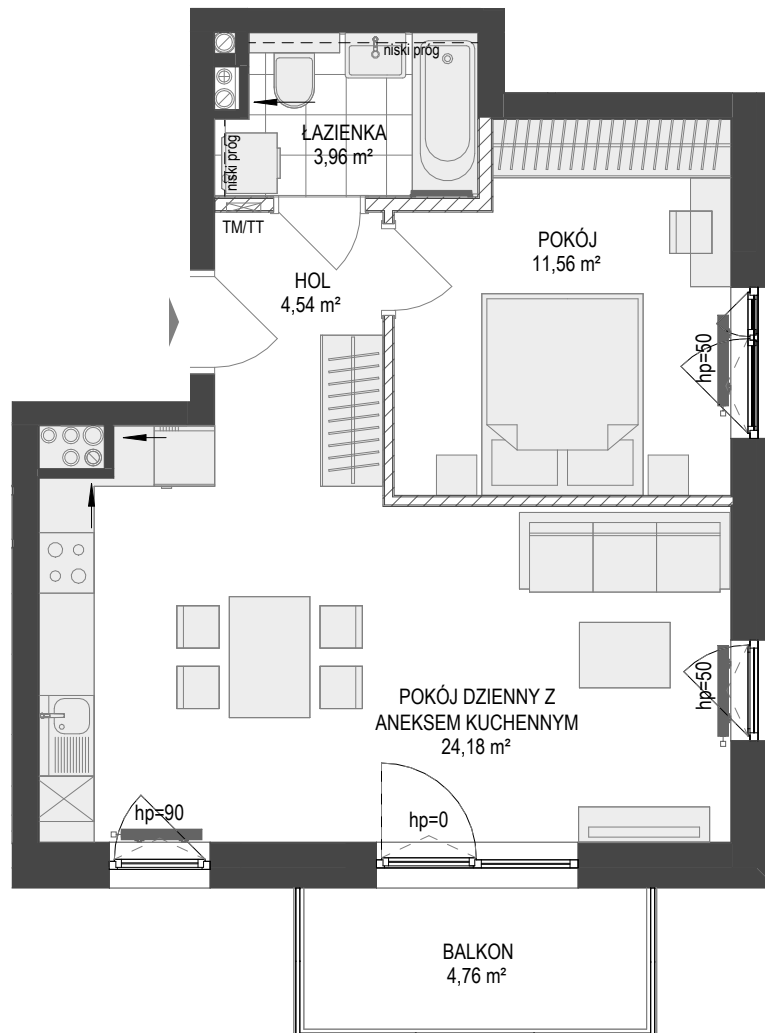 niski próg
ŁAZIENKA
3,96 m²
niski próg
TM/TT
POKÓJ
11,56 m²
HOL
4,54 m²
hp=50
hp=50
POKÓJ DZIENNY Z
ANEKSEM KUCHENNYM
24,18 m²
hp=90
hp=0
BALKON
4,76 m²